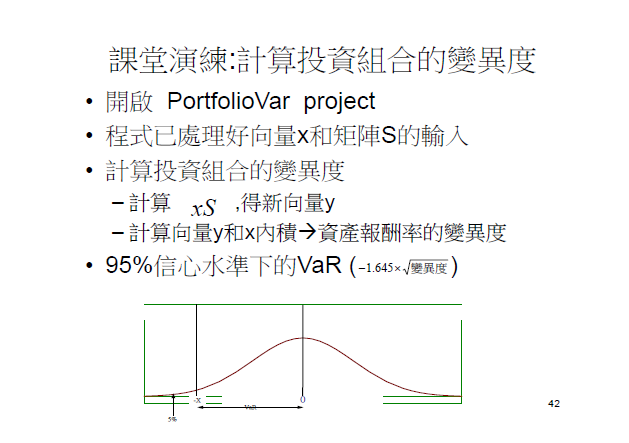 課堂演練:計算投資組合的變異度
• 開啟 PortfolioVar project
• 程式已處理好向量x和矩陣S的輸入
• 計算投資組合的變異度
– 計算 xS ,得新向量y
– 計算向量y和x內積→資產報酬率的變異度
• 95%信心水準下的VaR (−1.645×√變異度)
-X 0
VaR
5%
42